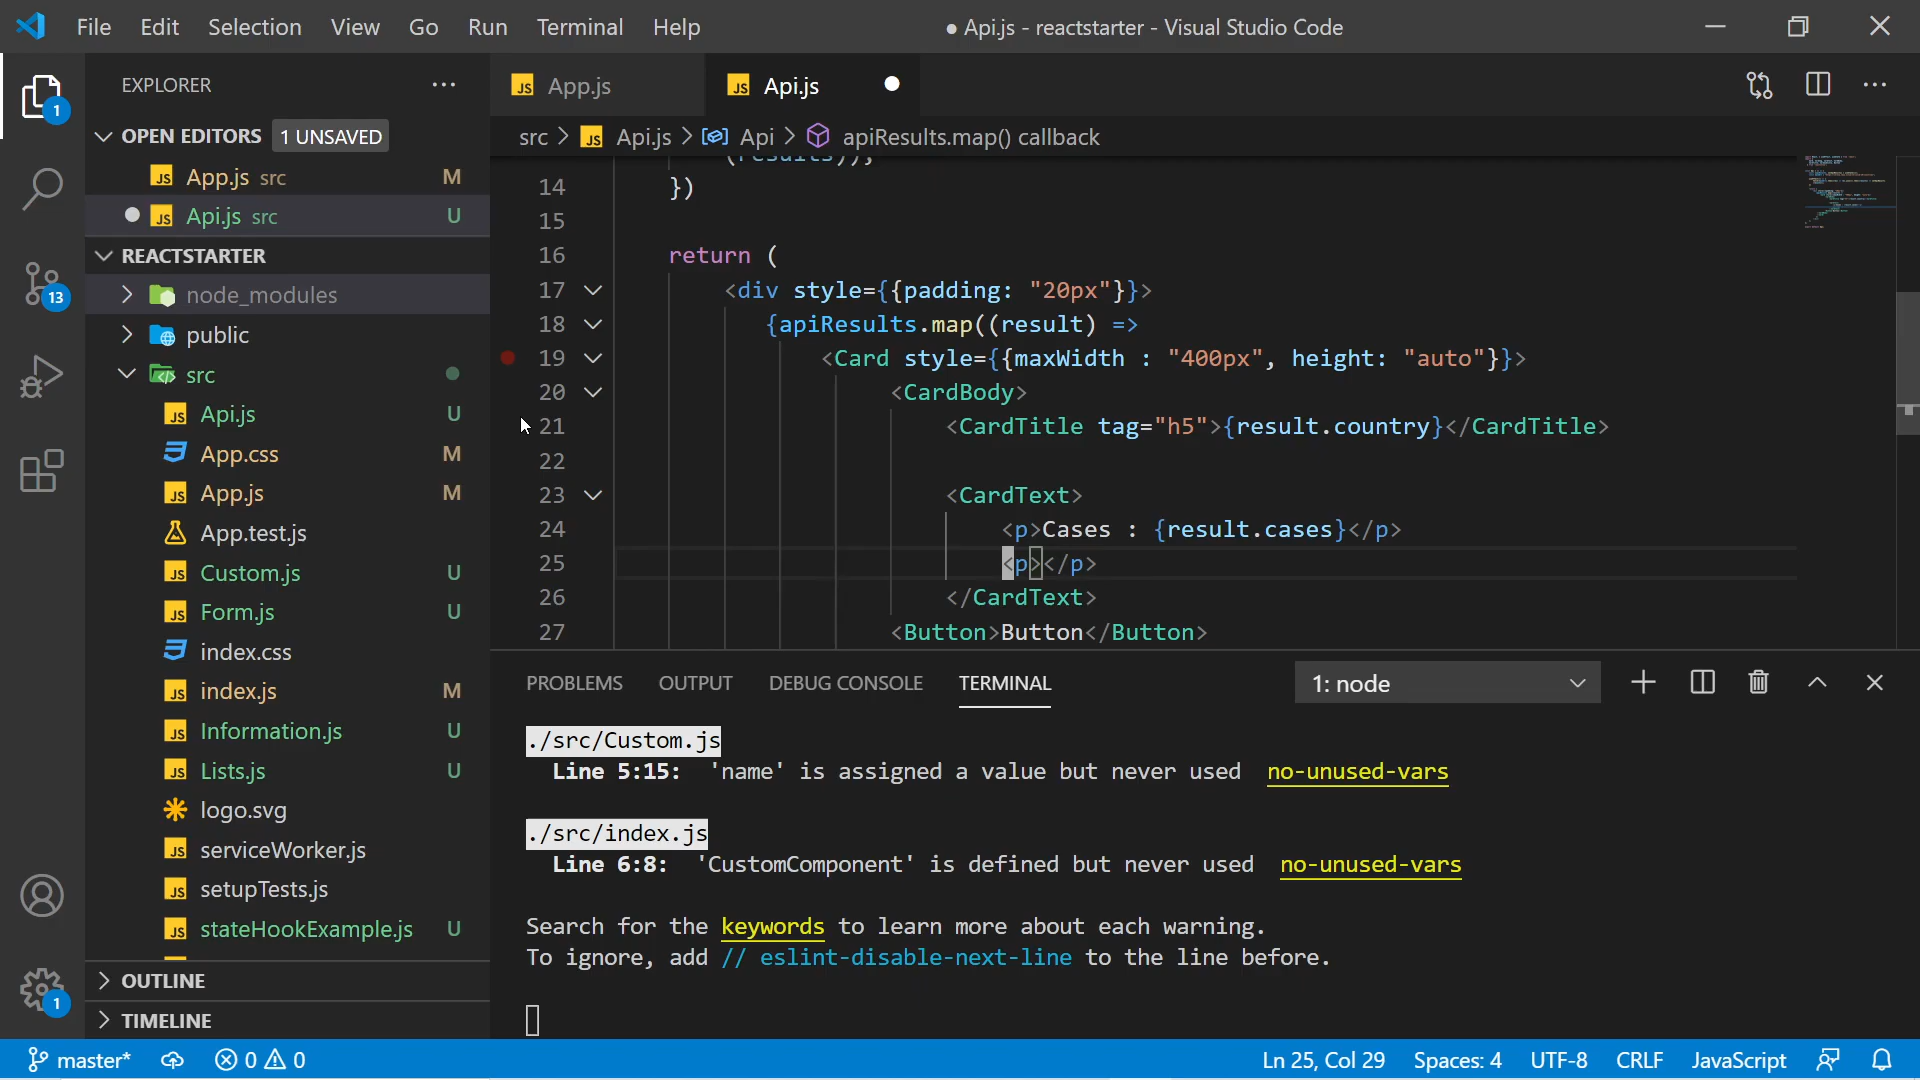 File Edit Selection View Go Run Terminal Help
● Api.js - reactstarter - Visual Studio Code
EXPLORER
1
OPEN EDITORS 1 UNSAVED
App.js src M
Api.js src U
REACTSTARTER
node_modules
public
src
Api.js U
App.css M
App.js M
App.test.js
Custom.js U
Form.js U
index.css
index.js M
Information.js U
Lists.js U
logo.svg
serviceWorker.js
setupTests.js
stateHookExample.js U
OUTLINE
TIMELINE
13
1
App.js
Api.js
src > Api.js > Api > apiResults.map() callback
(results));
14 })
15
16 return (
17 <div style={{padding: "20px"}}>
18 {apiResults.map((result) =>
19 <Card style={{maxWidth : "400px", height: "auto"}}>
20 <CardBody>
21 <CardTitle tag="h5">{result.country}</CardTitle>
22
23 <CardText>
24 <p>Cases : {result.cases}</p>
25 <p></p>
26 </CardText>
27 <Button>Button</Button>
PROBLEMS OUTPUT DEBUG CONSOLE TERMINAL
1: node
./src/Custom.js
Line 5:15: 'name' is assigned a value but never used no-unused-vars
./src/index.js
Line 6:8: 'CustomComponent' is defined but never used no-unused-vars
Search for the keywords to learn more about each warning.
To ignore, add // eslint-disable-next-line to the line before.
master* 0 0
Ln 25, Col 29 Spaces: 4 UTF-8 CRLF JavaScript